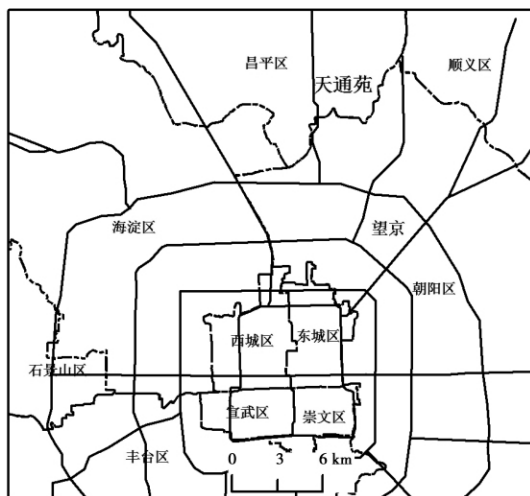 昌平区
顺义区
天通苑
海淀区
望京
朝阳区
西城区
东城区
石景山区
宣武区
崇文区
丰台区
0 3 6 km